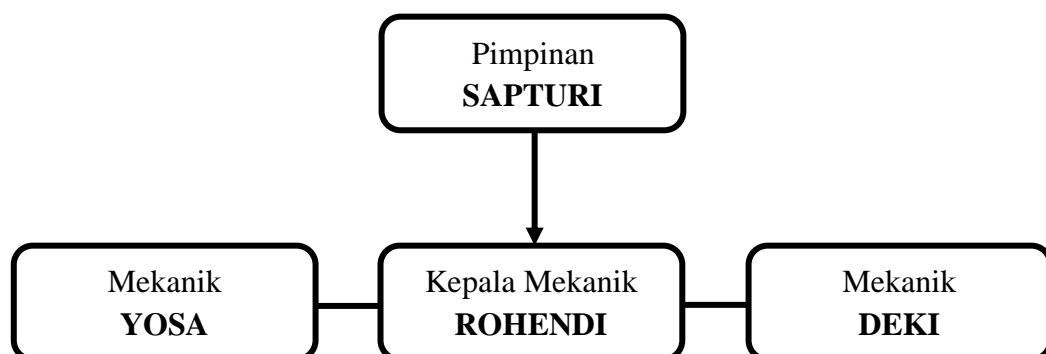 Pimpinan
SAPTURI
Mekanik
YOSA
Kepala Mekanik
ROHENDI
Mekanik
DEKI